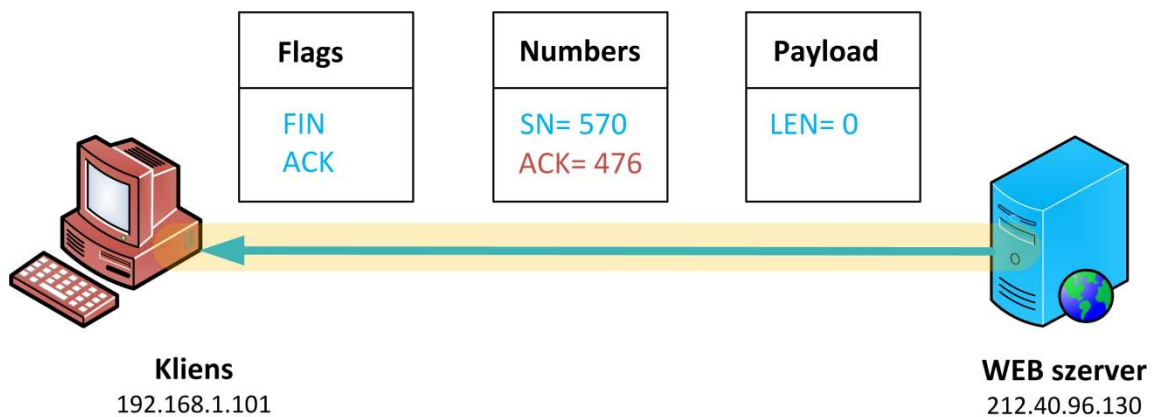 Flags
FIN
ACK
Numbers
SN= 570
ACK= 476
Payload
LEN= 0
Kliens
192.168.1.101
WEB szerver
212.40.96.130